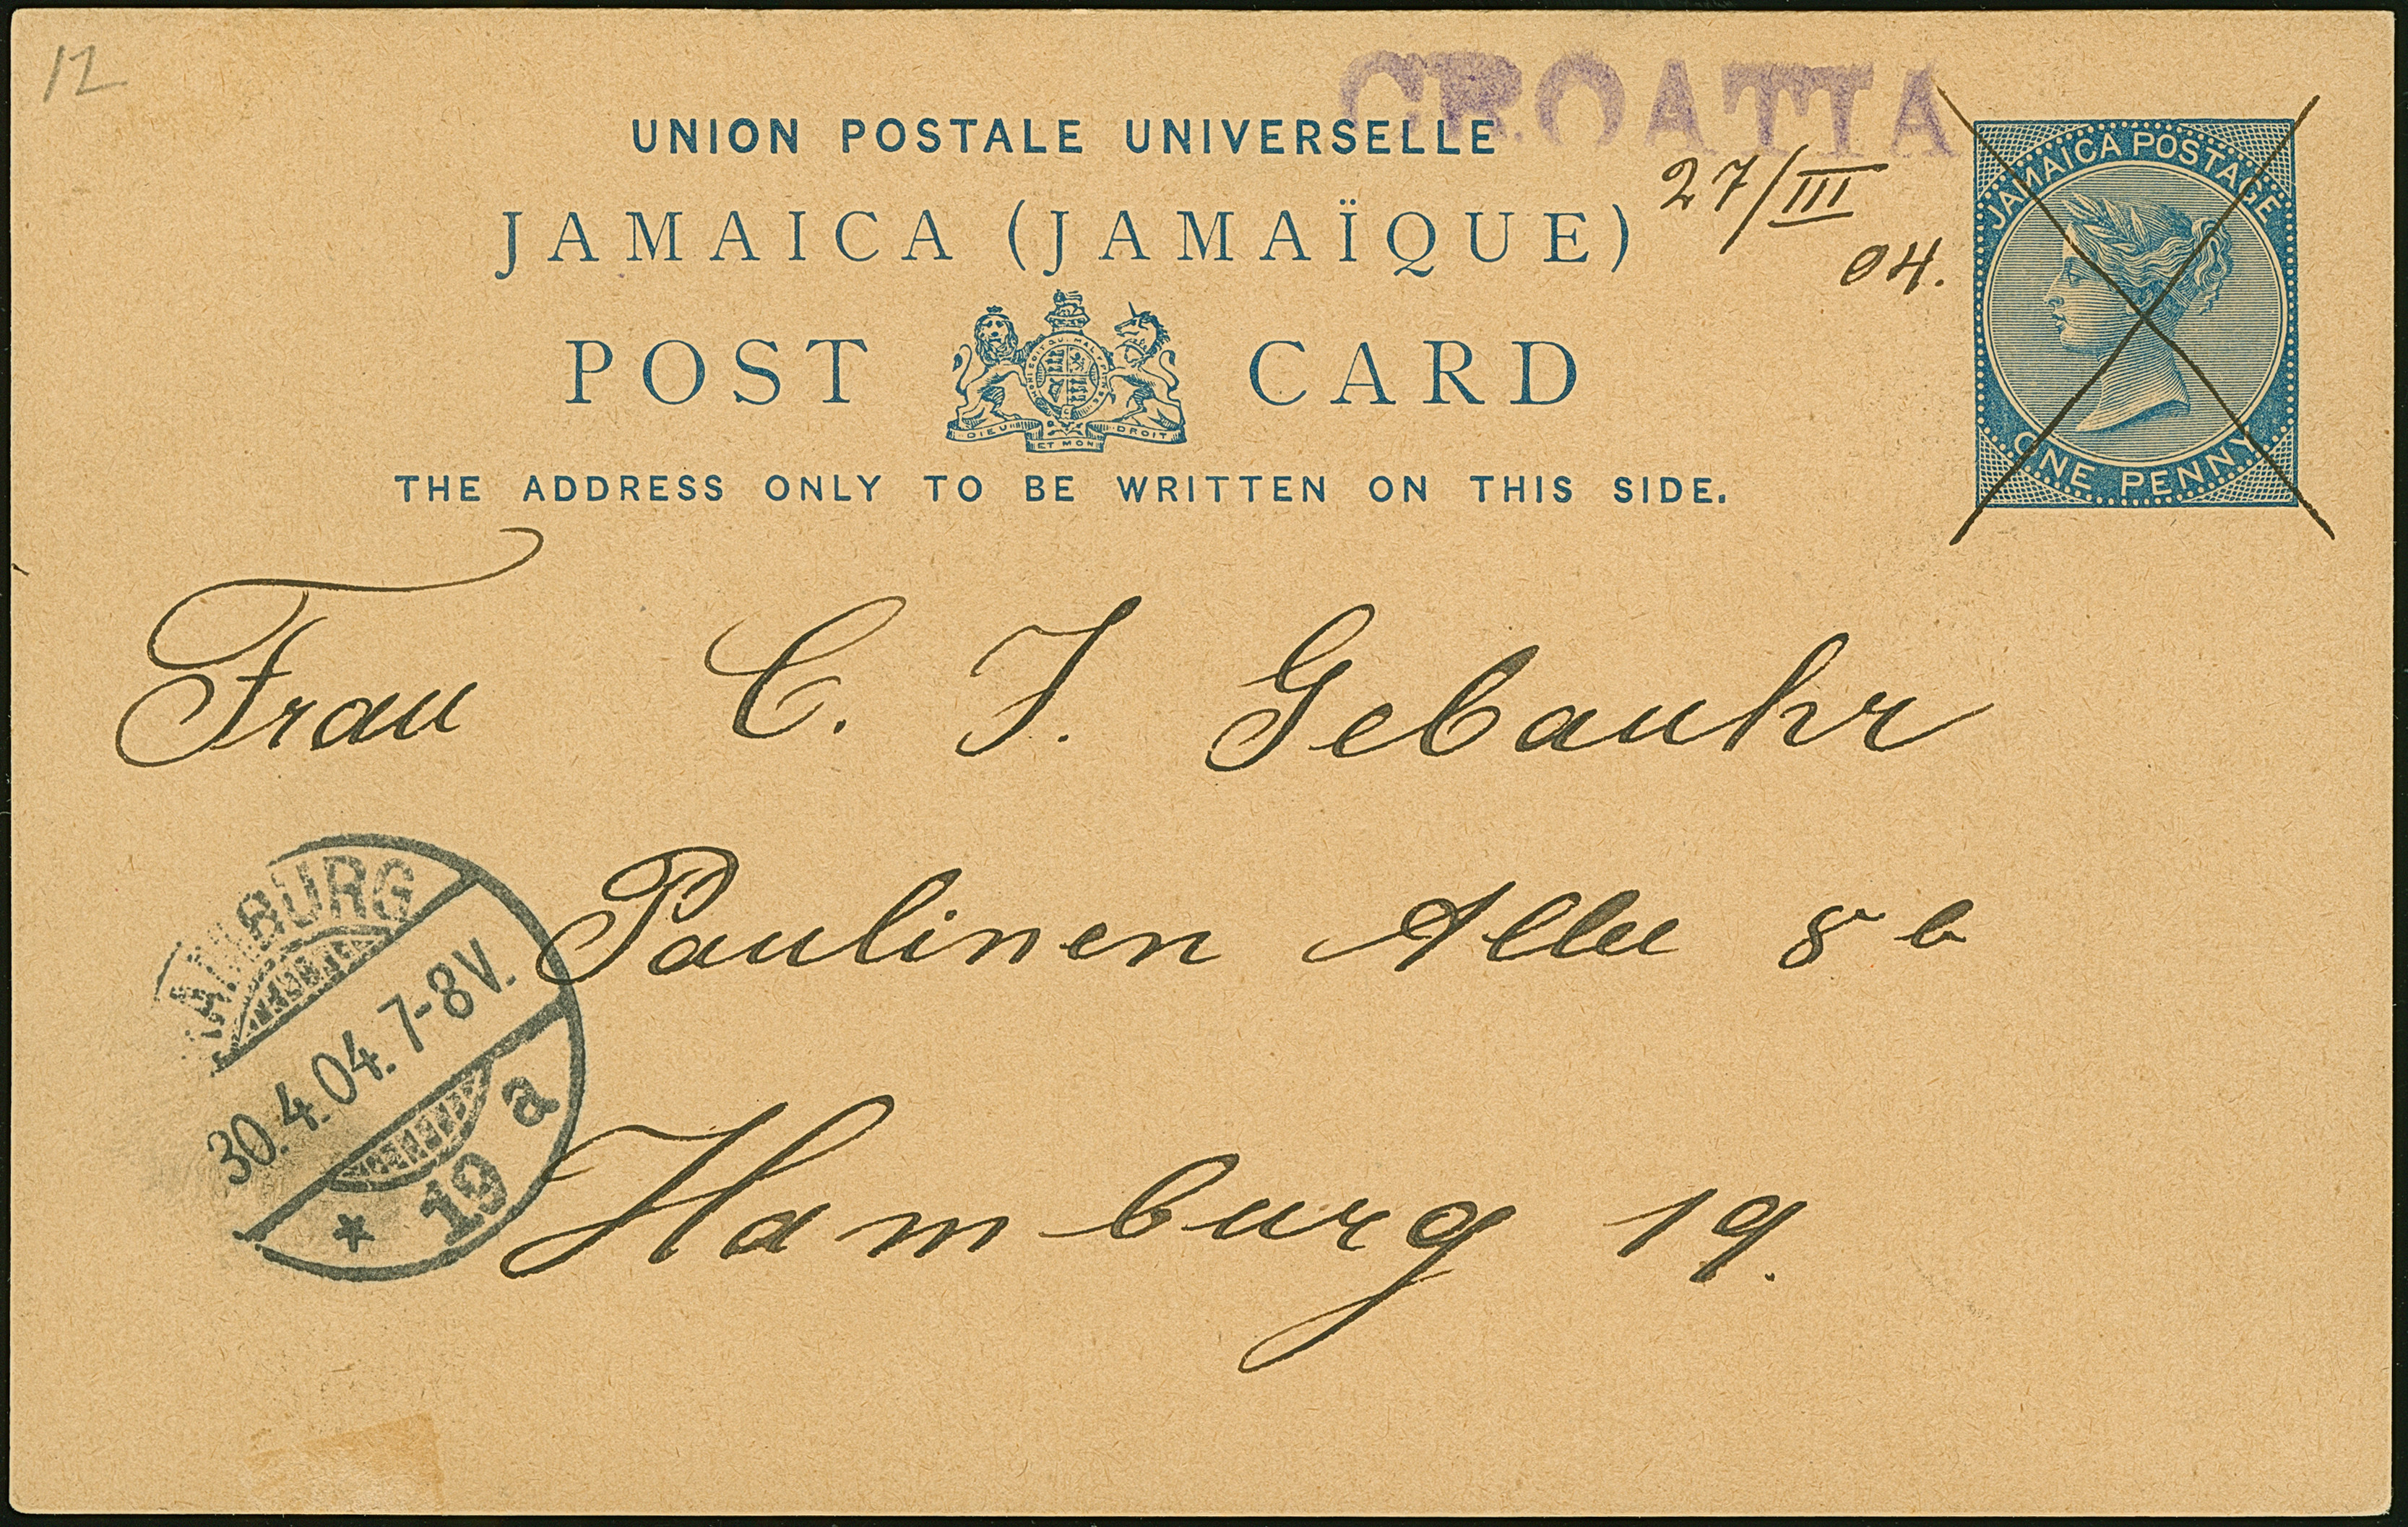 12
CROATIA
UNION POSTALE UNIVERSELLE
JAMAICA (JAMAÏQUE)
27/III
04.
POST CARD
DIEU ET MON DROIT
JAMAICA POSTAGE
ONE PENNY
THE ADDRESS ONLY TO BE WRITTEN ON THIS SIDE.
Frau C. J. Gebauhr
Paulinen Allee 8 b
Hamburg 19.
HAMBURG
30.4.04. 7-8V.
* 19 a